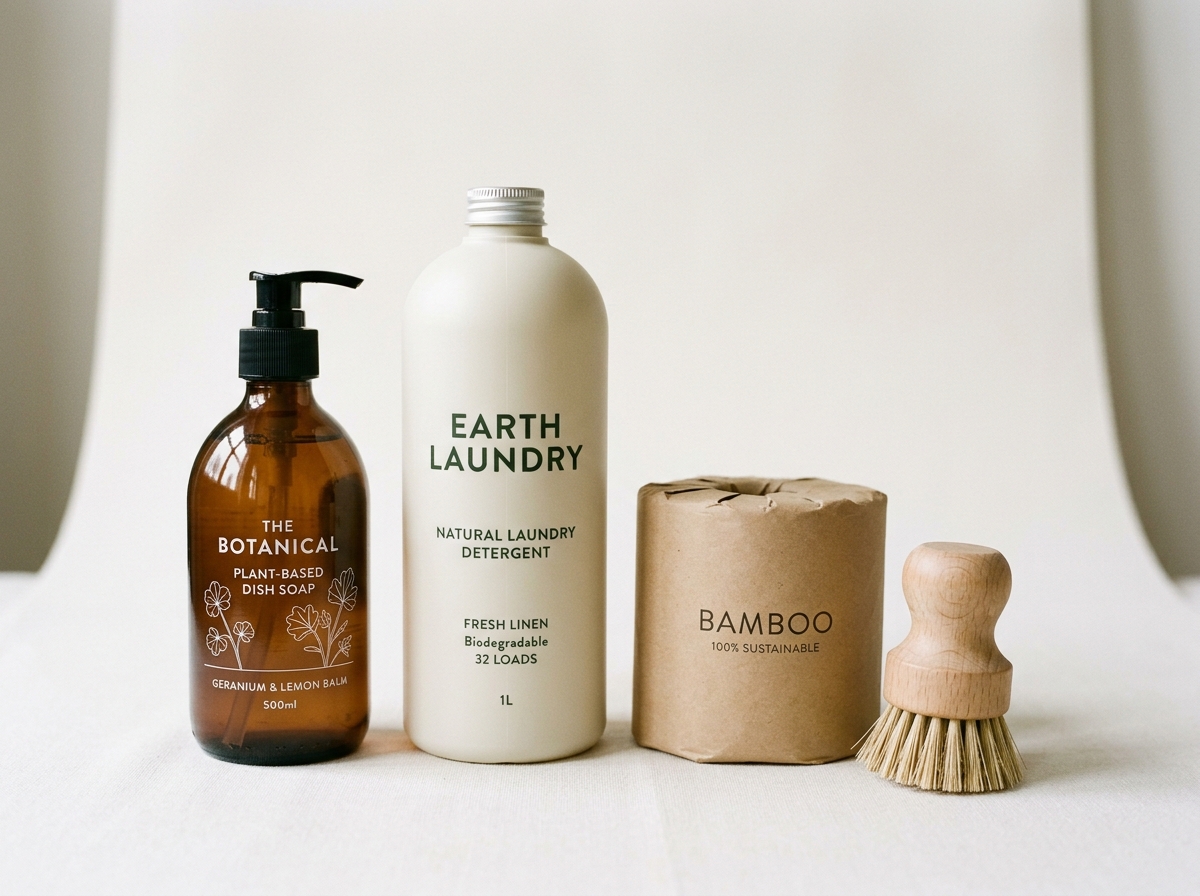 THE
BOTANICAL
PLANT-BASED
DISH SOAP
GERANIUM & LEMON BALM
500ml
EARTH
LAUNDRY
NATURAL LAUNDRY
DETERGENT
FRESH LINEN
Biodegradable
32 LOADS
1L
BAMBOO
100% SUSTAINABLE